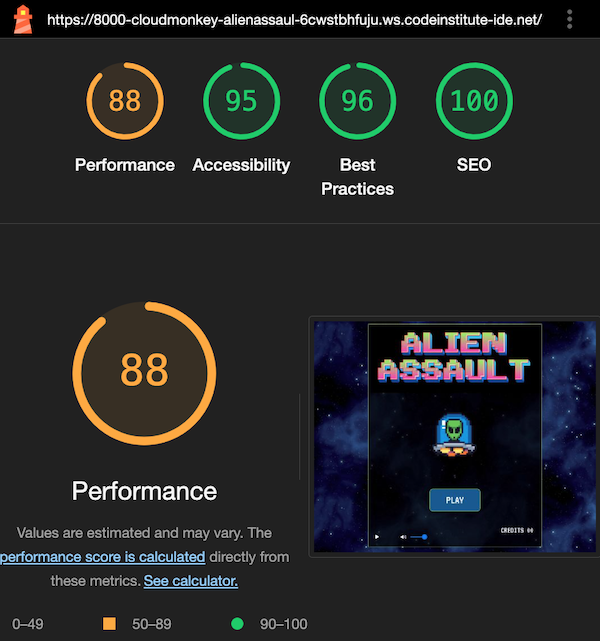 https://8000-cloudmonkey-alienassaul-6cwstbhfuju.ws.codeinstitute-ide.net/
88 95 96 100
Performance Accessibility Best Practices SEO
88
Performance
Values are estimated and may vary. The
performance score is calculated directly from
these metrics. See calculator.
0–49 50–89 90–100
ALIEN
ASSAULT
PLAY
CREDITS 00